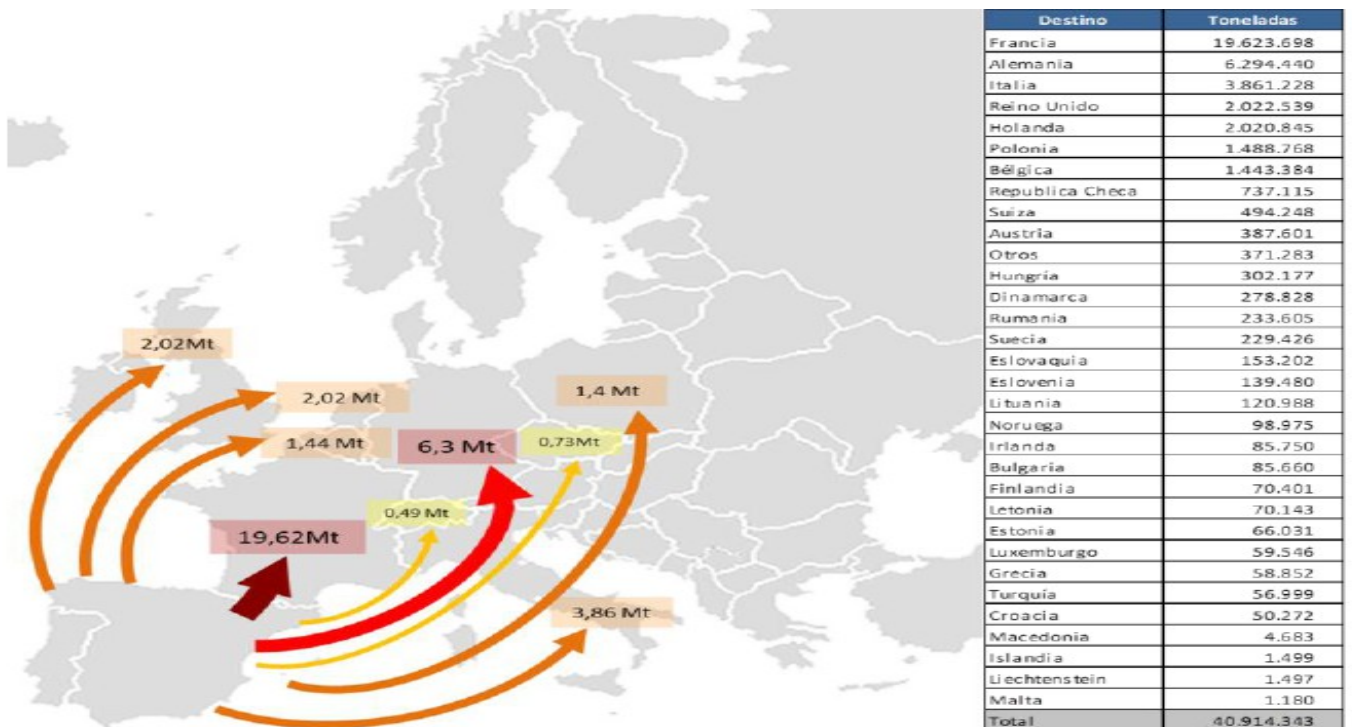 2,02Mt
2,02 Mt
1,44 Mt
6,3 Mt
0,73Mt
1,4 Mt
0,49 Mt
19,62Mt
3,86 Mt
Destino Toneladas
Francia 19.623.698
Alemania 6.294.440
Italia 3.861.228
Reino Unido 2.022.539
Holanda 2.020.845
Polonia 1.488.768
Bélgica 1.443.384
Republica Checa 737.115
Suiza 494.248
Austria 387.601
Otros 371.283
Hungría 302.177
Dinamarca 278.828
Rumania 233.605
Suecia 229.426
Eslovaquia 153.202
Eslovenia 139.480
Lituania 120.988
Noruega 98.975
Irlanda 85.750
Bulgaria 85.660
Finlandia 70.401
Letonia 70.143
Estonia 66.031
Luxemburgo 59.546
Grecia 58.852
Turquía 56.999
Croacia 50.272
Macedonia 4.683
Islandia 1.499
Liechtenstein 1.497
Malta 1.180
Total 40.914.343